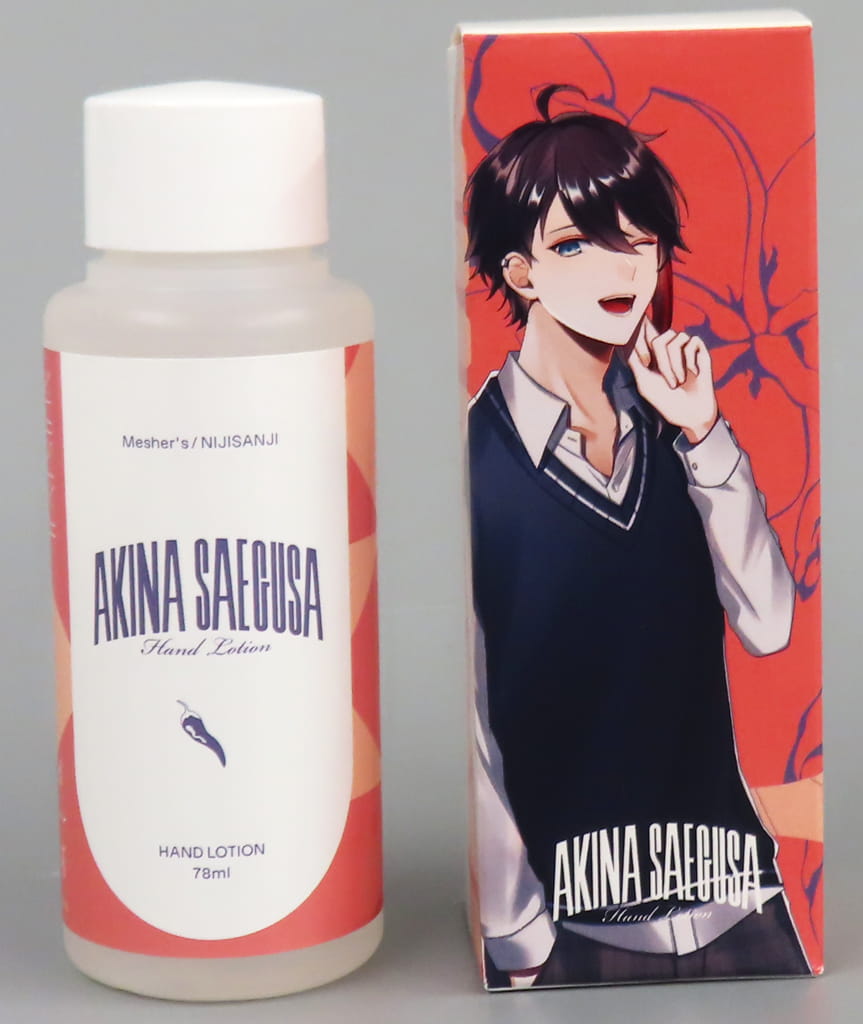 Mesher's / NIJISANJI
AKINA SAEGUSA
Hand Lotion
HAND LOTION
78ml
AKINA SAEGUSA
Hand Lotion